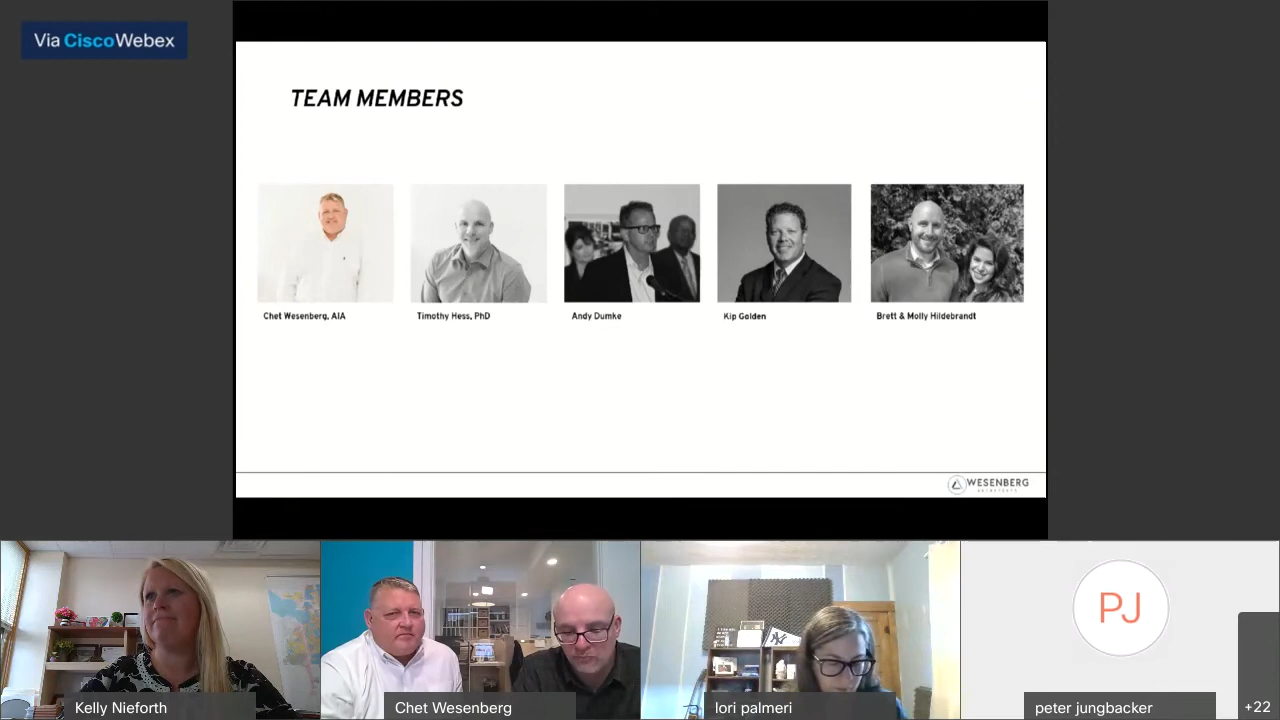 Via CiscoWebex
TEAM MEMBERS
Chet Wesenberg, AIA
Timothy Hess, PhD
Andy Dumke
Kip Golden
Brett & Molly Hildebrandt
WESENBERG
Kelly Nieforth
Chet Wesenberg
lori palmeri
PJ
peter jungbacker
+22